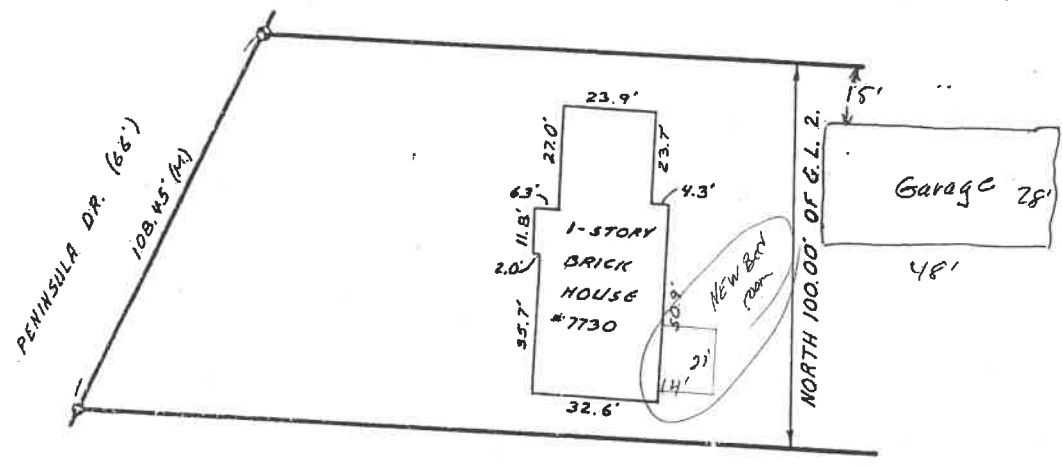 PENINSULA DR. (66')
108.45' (M.)
23.9'
27.0'
23.7'
6.3'
4.3'
11.8'
2.0'
1-STORY
BRICK
HOUSE
#7730
35.7'
50.9'
32.6'
NEW Bed
room
21'
14'
NORTH 100.00' OF G.L. 2.
15'
Garage
28'
48'